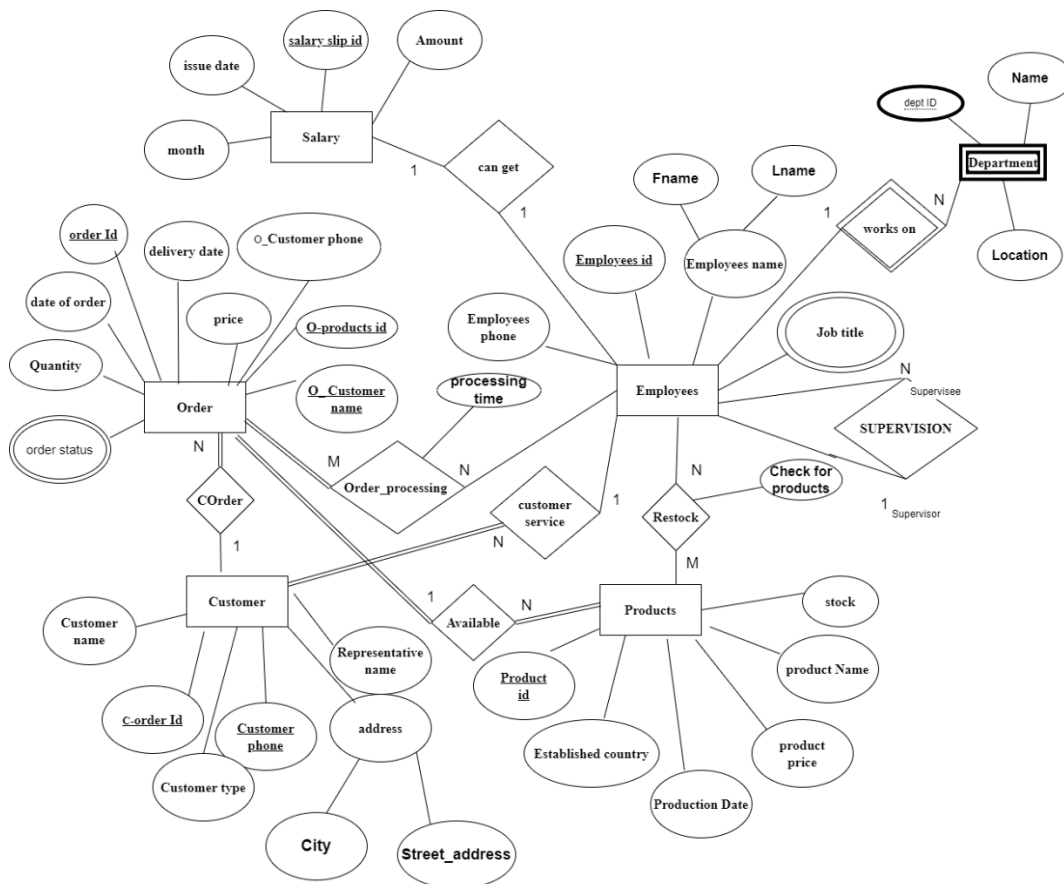 salary slip id
Amount
issue date
Salary
month
can get
1
1
Name
dept ID
Department
Location
works on
1
N
Fname
Lname
Employees id
Employees name
Employees
phone
Job title
Employees
N
Supervisee
SUPERVISION
1
Supervisor
order Id
delivery date
O_Customer phone
date of order
price
O-products id
Quantity
Order
O_ Customer
name
order status
processing
time
N
M
Order_processing
N
COrder
1
customer
service
1
N
Check for
products
N
Restock
M
Customer
Customer
name
Representative
name
C-order Id
Customer
phone
Customer type
address
City
Street_address
1
Available
N
Products
stock
Product
id
product Name
Established country
product
price
Production Date